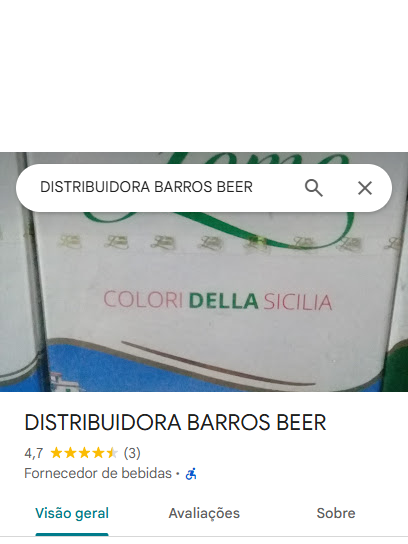 DISTRIBUIDORA BARROS BEER
COLORI DELLA SICILIA
DISTRIBUIDORA BARROS BEER
4,7 (3)
Fornecedor de bebidas ·
Visão geral Avaliações Sobre